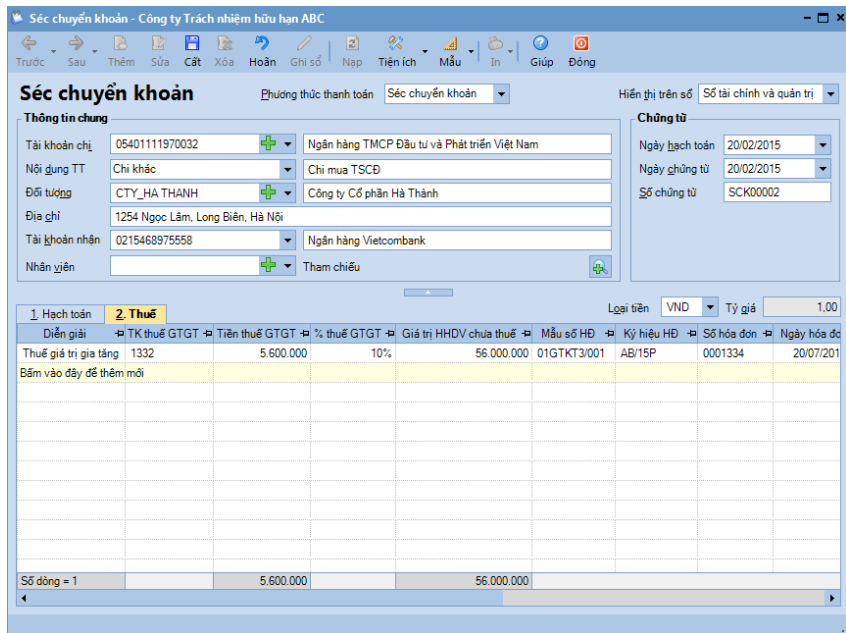 Séc chuyển khoản - Công ty Trách nhiệm hữu hạn ABC
Trước Sau Thêm Sửa Cất Xóa Hoãn Ghi sổ Nạp Tiện ích Mẫu In Giúp Đóng
Séc chuyển khoản Phương thức thanh toán Séc chuyển khoản Hiển thị trên sổ Sổ tài chính và quản trị
Thông tin chung Chứng từ
Tài khoản chi 05401111970032 Ngân hàng TMCP Đầu tư và Phát triển Việt Nam Ngày hạch toán 20/02/2015
Nội dung TT Chi khác Chi mua TSCĐ Ngày chứng từ 20/02/2015
Đối tượng CTY_HA THANH Công ty Cổ phần Hà Thành Số chứng từ SCK00002
Địa chỉ 1254 Ngọc Lâm, Long Biên, Hà Nội
Tài khoản nhận 0215468975558 Ngân hàng Vietcombank
Nhân viên Tham chiếu
1. Hạch toán 2. Thuế Loại tiền VND Tỷ giá 1,00
Diễn giải TK thuế GTGT Tiền thuế GTGT % thuế GTGT Giá trị HHDV chưa thuế Mẫu số HĐ Ký hiệu HĐ Số hóa đơn Ngày hóa đơ
Thuế giá trị gia tăng 1332 5.600.000 10% 56.000.000 01GTKT3/001 AB/15P 0001334 20/07/201
Bấm vào đây để thêm mới
Số dòng = 1 5.600.000 56.000.000